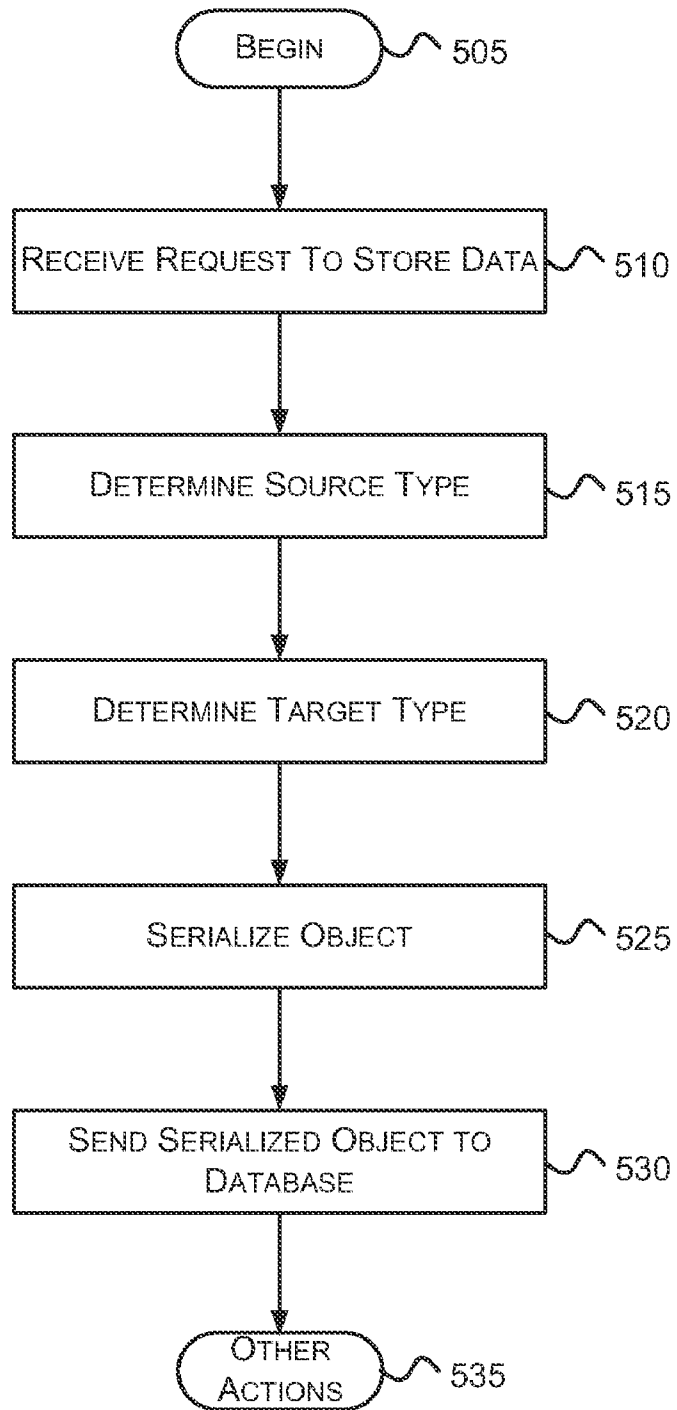 BEGIN
505
RECEIVE REQUEST TO STORE DATA
510
DETERMINE SOURCE TYPE
515
DETERMINE TARGET TYPE
520
SERIALIZE OBJECT
525
SEND SERIALIZED OBJECT TO
DATABASE
530
OTHER
ACTIONS
535